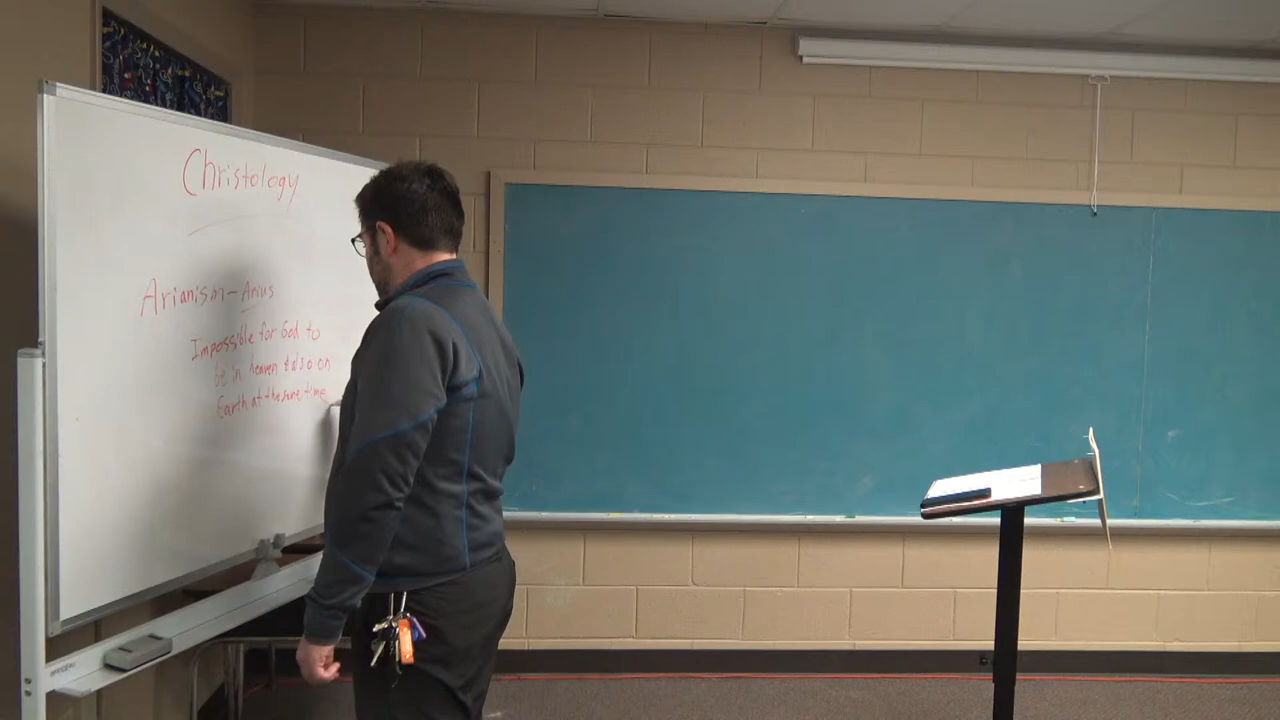 Christology
Arianism - Arius
Impossible for God to
be in heaven & also on
Earth at the same time